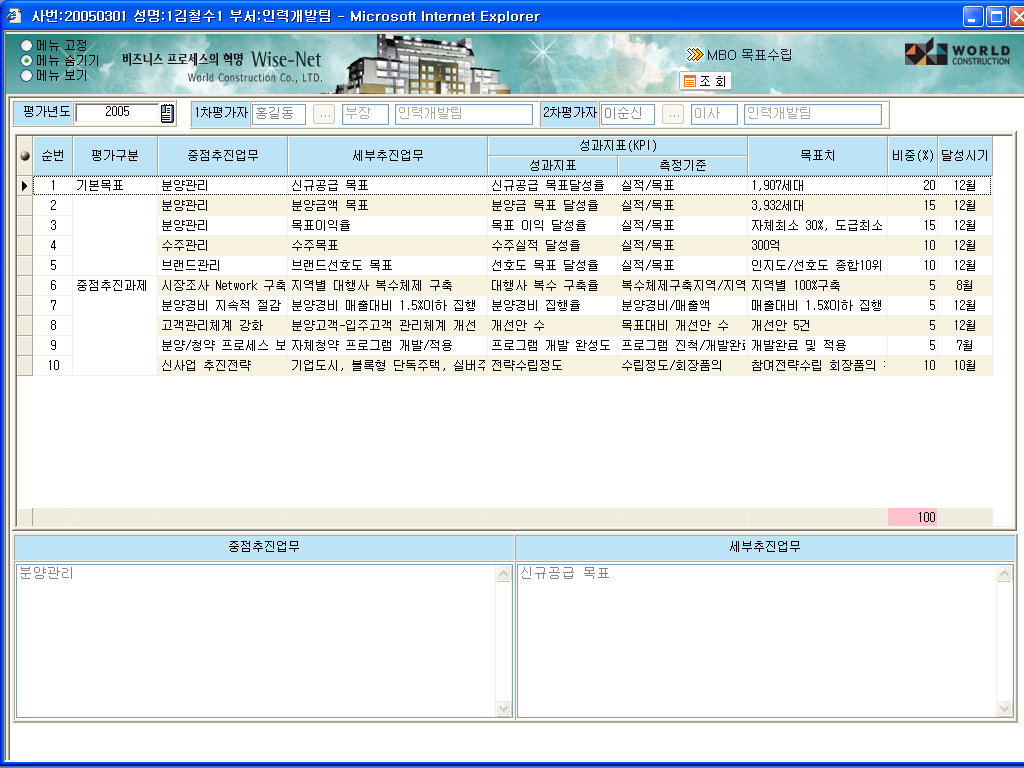 사번:20050301 성명:1김철수1 부서:인력개발팀 - Microsoft Internet Explorer
메뉴 고정
메뉴 숨기기
메뉴 보기
비즈니스 프로세스의 혁명 Wise-Net
World Construction Co., LTD.
MBO 목표수립
조 회
WORLD
CONSTRUCTION
평가년도 2005 1차평가자 홍길동 ... 부장 인력개발팀 2차평가자 이순신 ... 이사 인력개발팀
순번 평가구분 중점추진업무 세부추진업무 성과지표(KPI) 목표치 비중(%) 달성시기
성과지표 측정기준
1 기본목표 분양관리 신규공급 목표 신규공급 목표달성율 실적/목표 1,907세대 20 12월
2 분양관리 분양금액 목표 분양금 목표 달성율 실적/목표 3,932세대 15 12월
3 분양관리 목표이익율 목표 이익 달성율 실적/목표 자체최소 30%, 도급최소 15 12월
4 수주관리 수주목표 수주실적 달성율 실적/목표 300억 10 12월
5 브랜드관리 브랜드선호도 목표 선호도 목표 달성율 실적/목표 인지도/선호도 종합10위 10 12월
6 중점추진과제 시장조사 Network 구축 지역별 대행사 복수체제 구축 대행사 복수 구축율 복수체제구축지역/지역 지역별 100%구축 5 8월
7 분양경비 지속적 절감 분양경비 매출대비 1.5%이하 집행 분양경비 집행율 분양경비/매출액 매출대비 1.5%이하 집행 5 12월
8 고객관리체계 강화 분양고객-입주고객 관리체계 개선 개선안 수 목표대비 개선안 수 개선안 5건 5 12월
9 분양/청약 프로세스 보 자체청약 프로그램 개발/적용 프로그램 개발 완성도 프로그램 진척/개발완료 개발완료 및 적용 5 7월
10 신사업 추진전략 기업도시, 블록형 단독주택, 실버주 전략수립정도 수립정도/회장품의 참여전략수립 회장품의 10 10월
100
중점추진업무 세부추진업무
분양관리 신규공급 목표